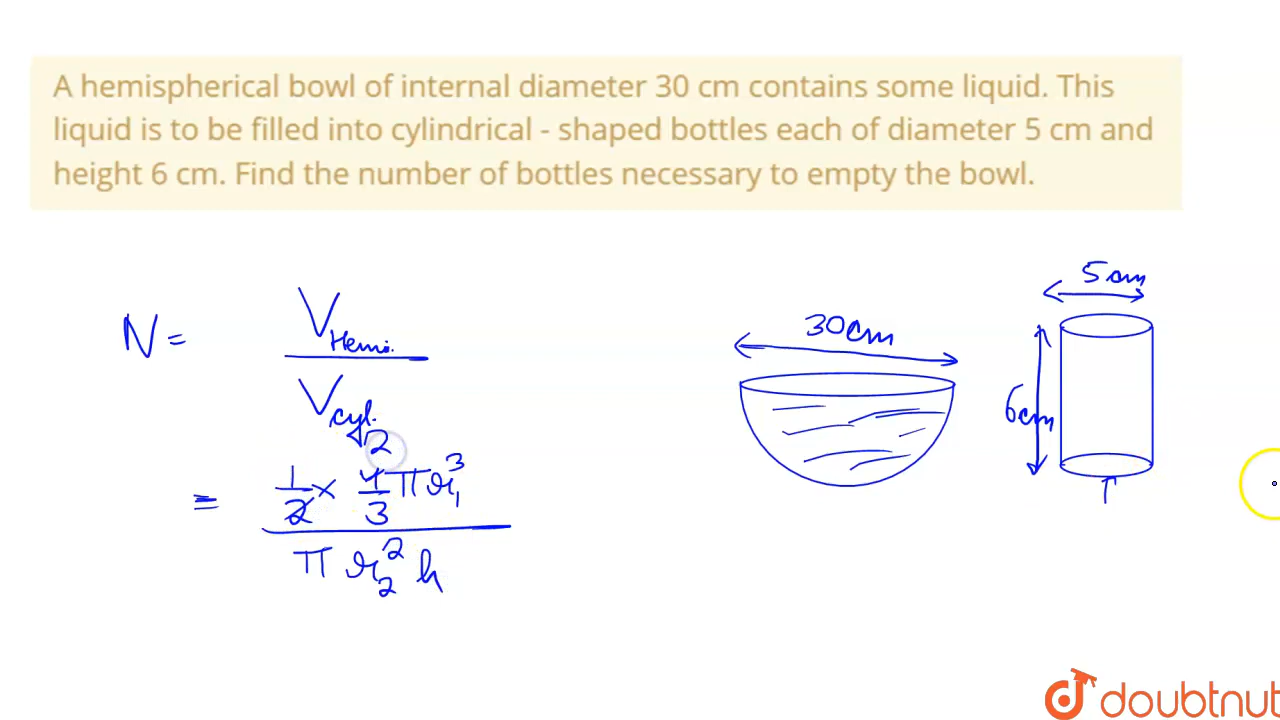 A hemispherical bowl of internal diameter 30 cm contains some liquid. This
liquid is to be filled into cylindrical - shaped bottles each of diameter 5 cm and
height 6 cm. Find the number of bottles necessary to empty the bowl.
N = V_Hemi. / V_cyl.
= (1/2 × 4/3 π r₁³) / (π r₂² h)
2
30cm
5cm
6cm
doubtnut